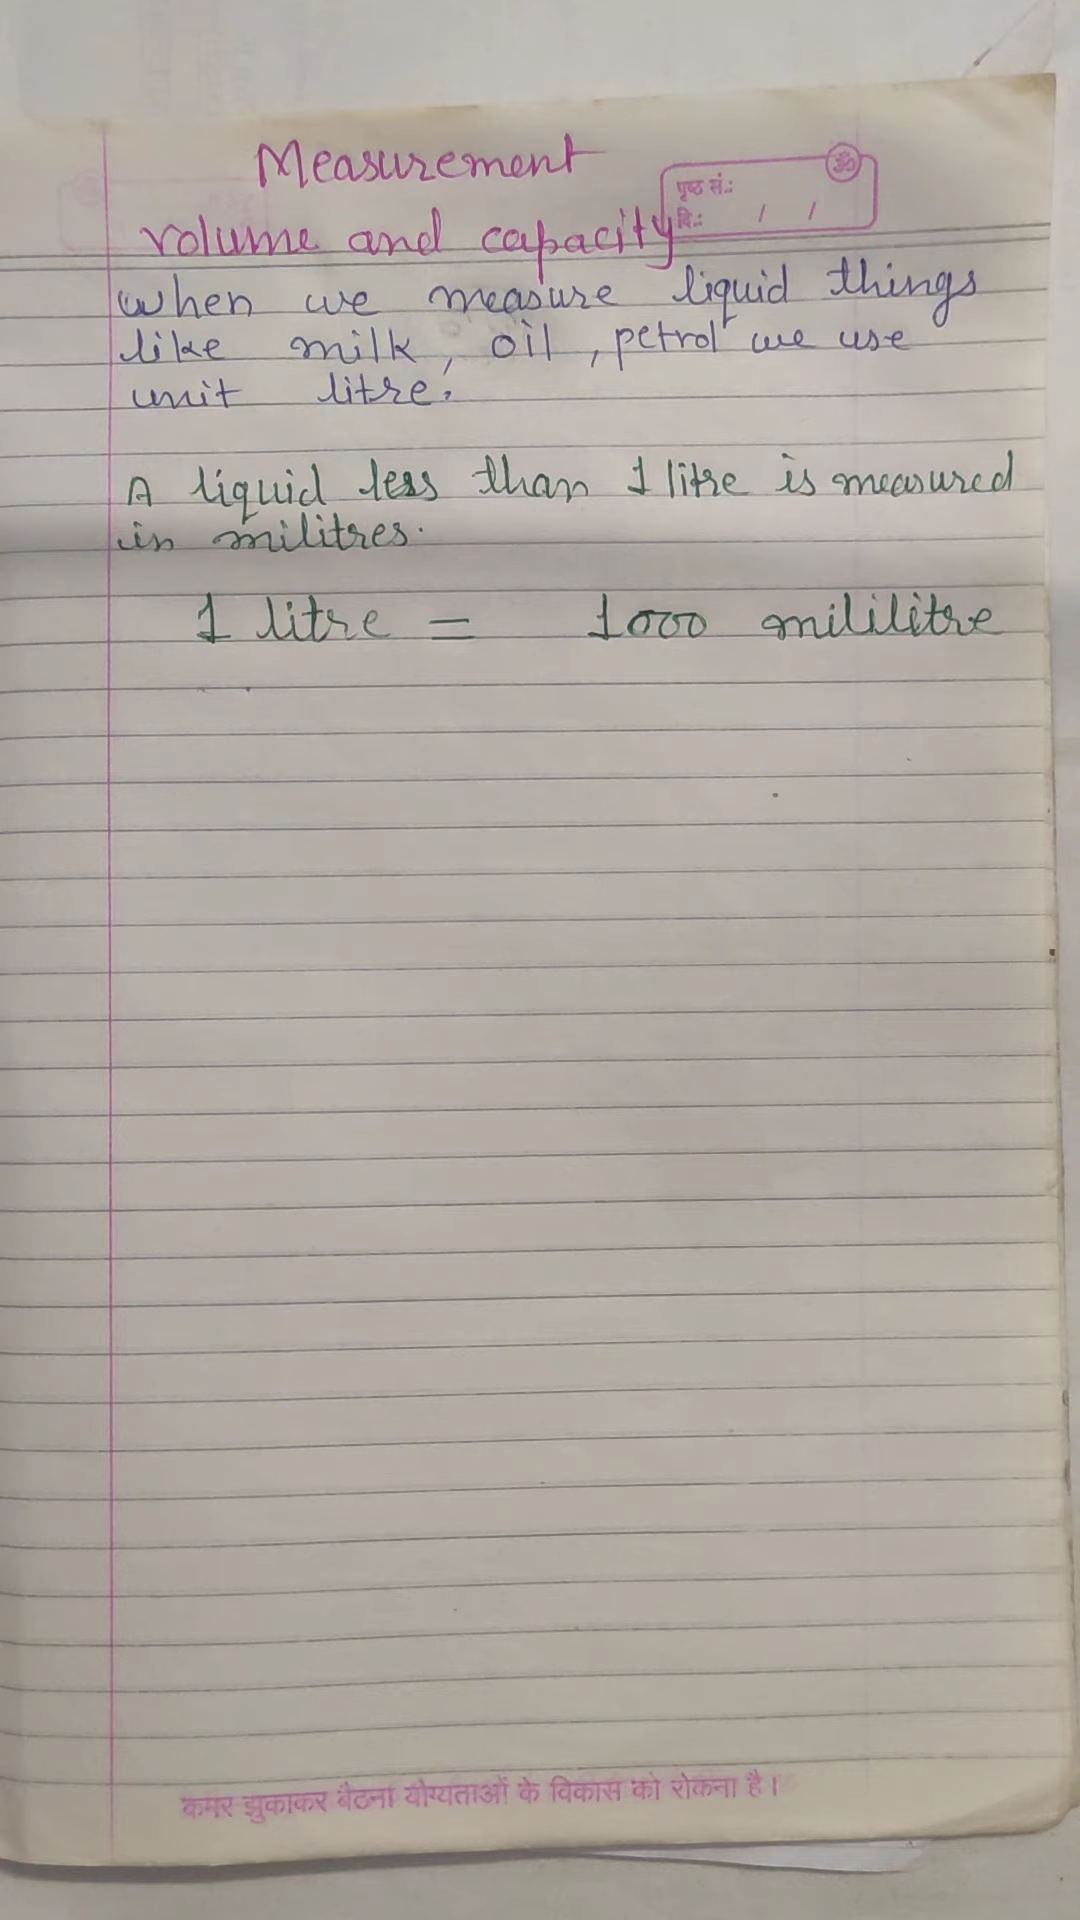 Measurement
पृष्ठ सं.:
ॐ
दि.: / /
volume and capacity
when we measure liquid things
like milk, oil, petrol we use
unit litre.
A liquid less than 1 litre is measured
in militres.
1 litre = 1000 mililitre
कमर झुकाकर बैठना योग्यताओं के विकास को रोकना है।